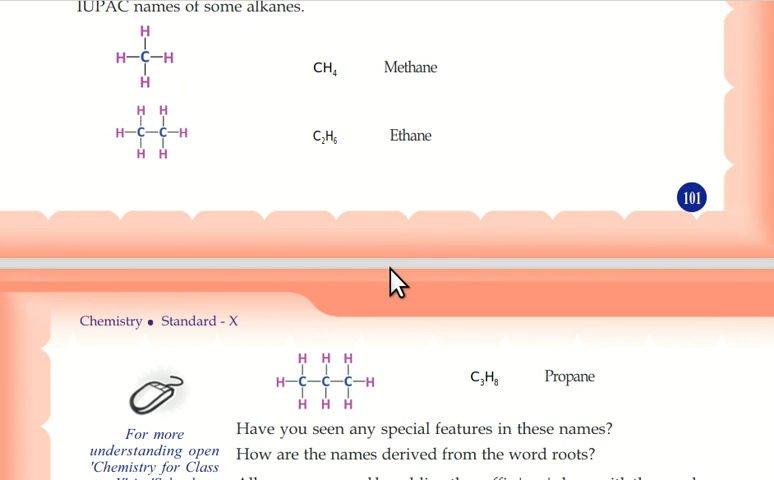 IUPAC names of some alkanes.
H
H–C–H
H
CH₄ Methane
H H
H–C–C–H
H H
C₂H₆ Ethane
101
Chemistry • Standard - X
H H H
H–C–C–C–H
H H H
C₃H₈ Propane
For more
understanding open
'Chemistry for Class
Have you seen any special features in these names?
How are the names derived from the word roots?